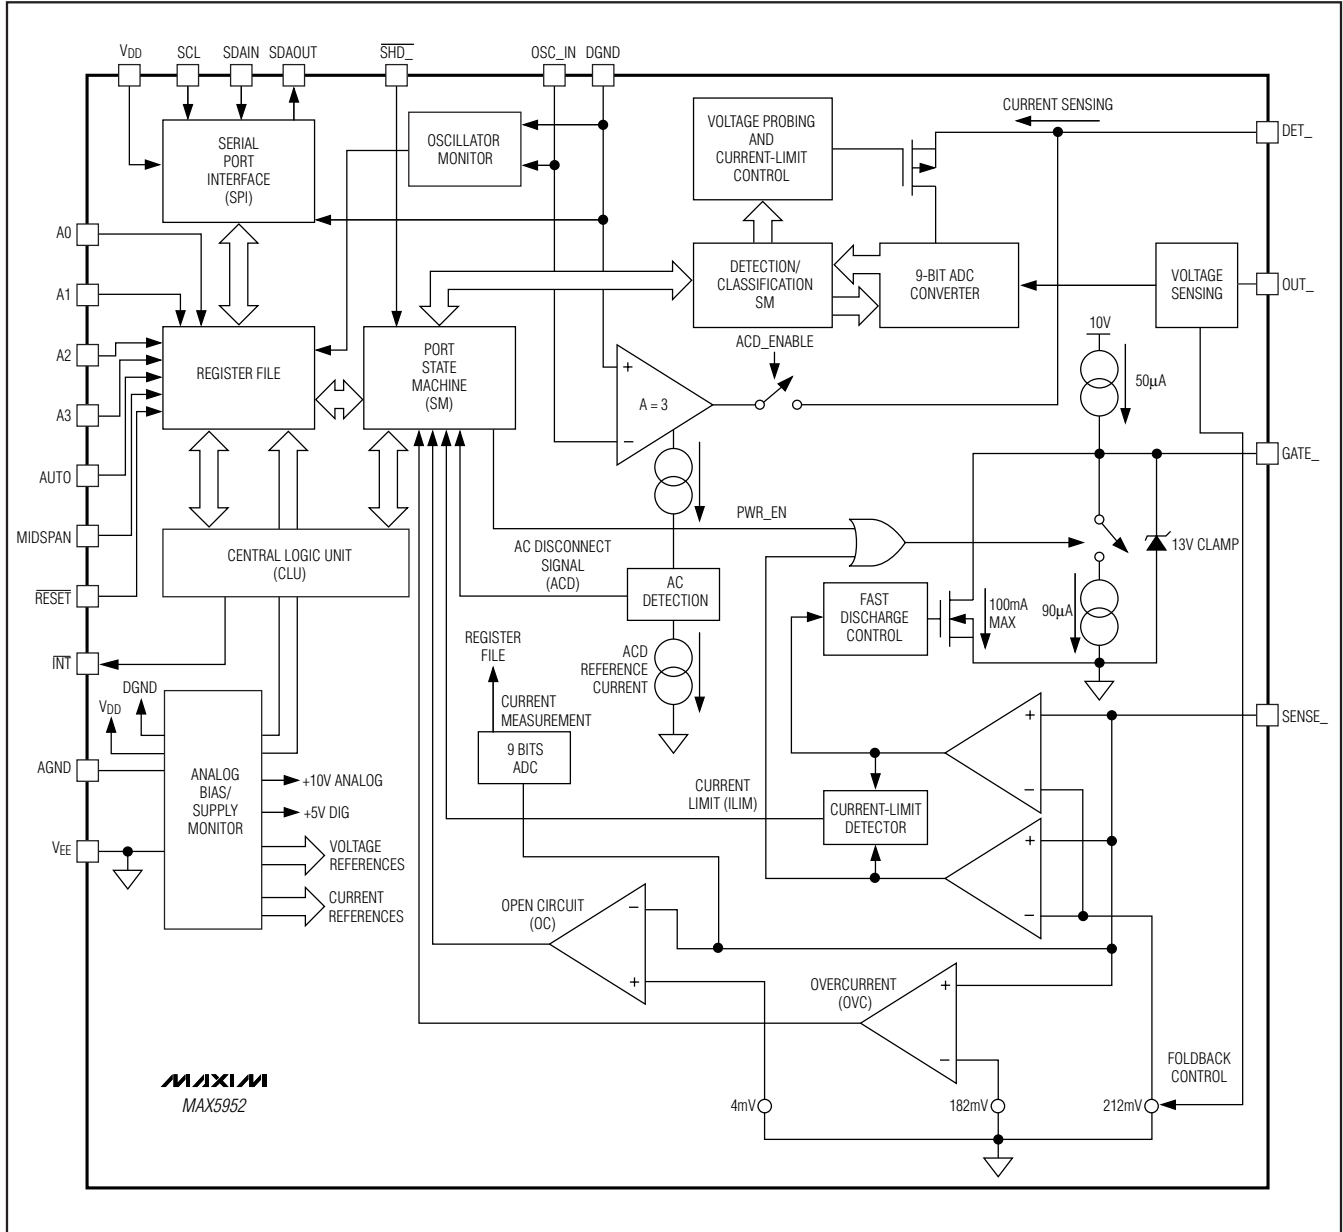 VDD
SCL
SDAIN
SDAOUT
SHD_
OSC_IN
DGND
CURRENT SENSING
DET_
SERIAL
PORT
INTERFACE
(SPI)
OSCILLATOR
MONITOR
VOLTAGE PROBING
AND
CURRENT-LIMIT
CONTROL
A0
A1
A2
A3
AUTO
MIDSPAN
RESET
INT
DETECTION/
CLASSIFICATION
SM
9-BIT ADC
CONVERTER
VOLTAGE
SENSING
OUT_
REGISTER FILE
PORT
STATE
MACHINE
(SM)
ACD_ENABLE
+
A = 3
−
10V
50µA
GATE_
CENTRAL LOGIC UNIT
(CLU)
PWR_EN
AC DISCONNECT
SIGNAL
(ACD)
AC
DETECTION
13V CLAMP
FAST
DISCHARGE
CONTROL
100mA
MAX
90µA
REGISTER
FILE
ACD
REFERENCE
CURRENT
DGND
VDD
CURRENT
MEASUREMENT
9 BITS
ADC
+
−
SENSE_
AGND
ANALOG
BIAS/
SUPPLY
MONITOR
+10V ANALOG
+5V DIG
VOLTAGE
REFERENCES
CURRENT
REFERENCES
VEE
CURRENT
LIMIT (ILIM)
CURRENT-LIMIT
DETECTOR
+
−
OPEN CIRCUIT
(OC)
−
+
OVERCURRENT
(OVC)
+
−
FOLDBACK
CONTROL
MAXIM
MAX5952
4mV
182mV
212mV